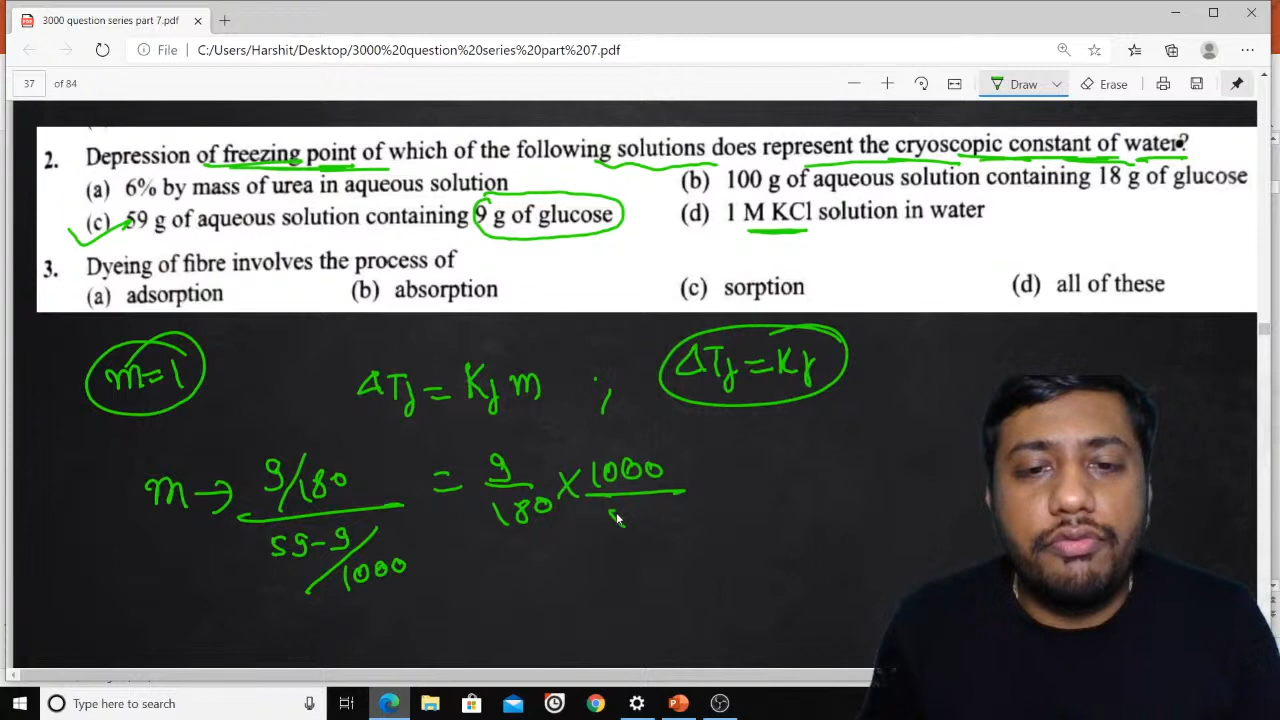 3000 question series part 7.pdf
File C:/Users/Harshit/Desktop/3000%20question%20series%20part%207.pdf
37 of 84 Draw Erase
2. Depression of freezing point of which of the following solutions does represent the cryoscopic constant of water?
(a) 6% by mass of urea in aqueous solution (b) 100 g of aqueous solution containing 18 g of glucose
(c) 59 g of aqueous solution containing 9 g of glucose (d) 1 M KCl solution in water
3. Dyeing of fibre involves the process of
(a) adsorption (b) absorption (c) sorption (d) all of these
m=1 ΔTf = Kf m ; ΔTf = Kf
m → 9/180 = 9 × 1000
180
59-9/1000
Type here to search